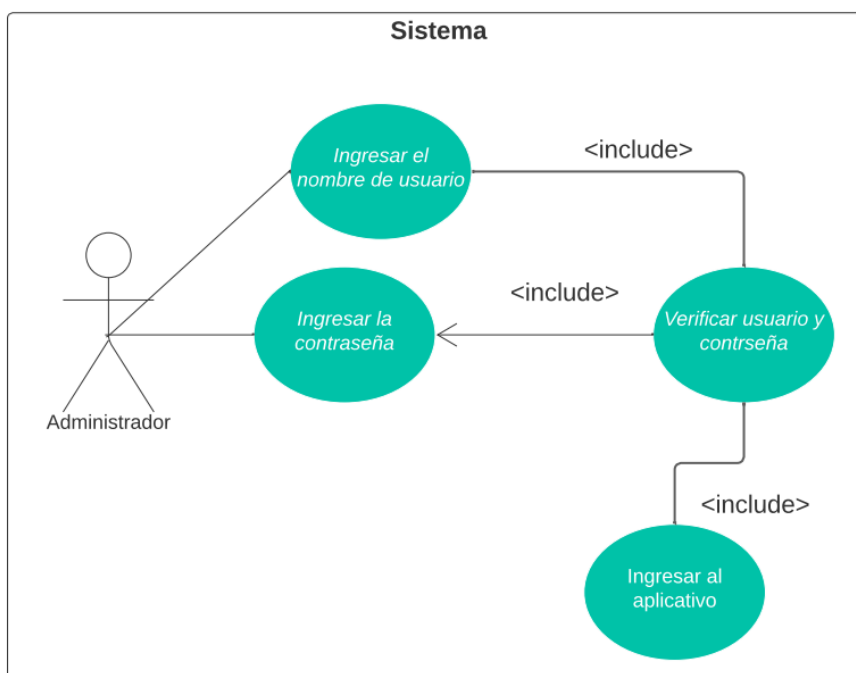 Sistema
Ingresar el
nombre de usuario
<include>
Ingresar la
contraseña
<include>
Verificar usuario y
contrseña
Administrador
<include>
Ingresar al
aplicativo